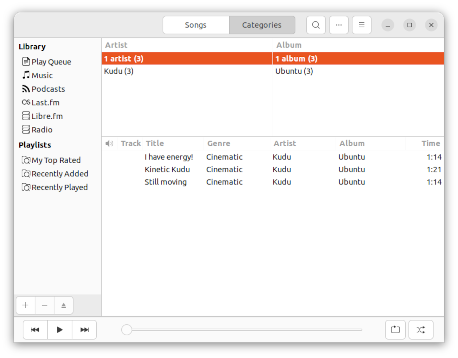 Songs Categories
Library
Play Queue
Music
Podcasts
Last.fm
Libre.fm
Radio
Playlists
My Top Rated
Recently Added
Recently Played
Artist Album
1 artist (3) 1 album (3)
Kudu (3) Ubuntu (3)
Track Title Genre Artist Album Time
I have energy! Cinematic Kudu Ubuntu 1:14
Kinetic Kudu Cinematic Kudu Ubuntu 1:21
Still moving Cinematic Kudu Ubuntu 1:14